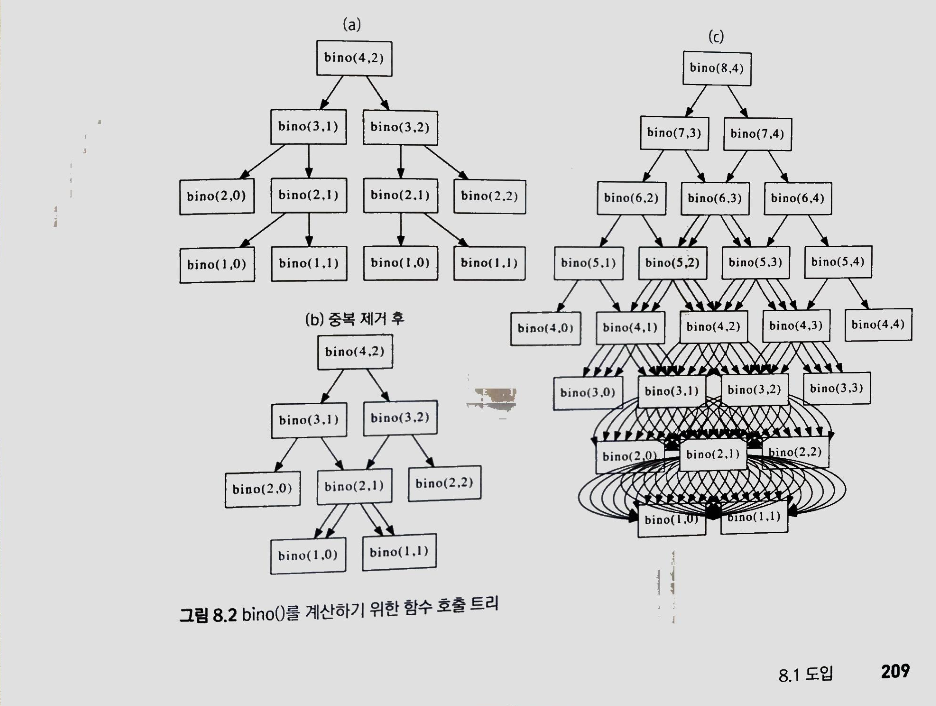 (a)
bino(4,2)
bino(3,1) bino(3,2)
bino(2,0) bino(2,1) bino(2,1) bino(2,2)
bino(1,0) bino(1,1) bino(1,0) bino(1,1)
(b) 중복 제거 후
bino(4,2)
bino(3,1) bino(3,2)
bino(2,0) bino(2,1) bino(2,2)
bino(1,0) bino(1,1)
(c)
bino(8,4)
bino(7,3) bino(7,4)
bino(6,2) bino(6,3) bino(6,4)
bino(5,1) bino(5,2) bino(5,3) bino(5,4)
bino(4,0) bino(4,1) bino(4,2) bino(4,3) bino(4,4)
bino(3,0) bino(3,1) bino(3,2) bino(3,3)
bino(2,0) bino(2,1) bino(2,2)
bino(1,0) bino(1,1)
그림 8.2 bino()를 계산하기 위한 함수 호출 트리
8.1 도입 209